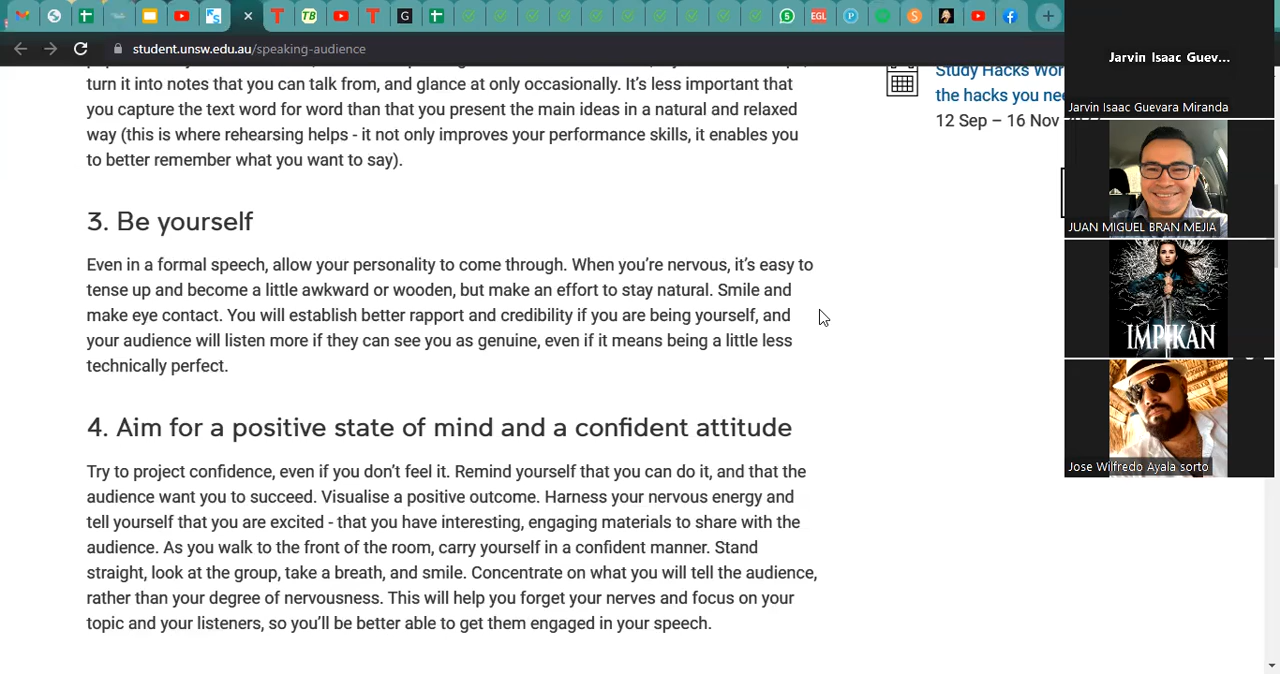 TB
G
5
EGL
P
S
student.unsw.edu.au/speaking-audience
turn it into notes that you can talk from, and glance at only occasionally. It's less important that
you capture the text word for word than that you present the main ideas in a natural and relaxed
way (this is where rehearsing helps - it not only improves your performance skills, it enables you
to better remember what you want to say).
3. Be yourself
Even in a formal speech, allow your personality to come through. When you're nervous, it's easy to
tense up and become a little awkward or wooden, but make an effort to stay natural. Smile and
make eye contact. You will establish better rapport and credibility if you are being yourself, and
your audience will listen more if they can see you as genuine, even if it means being a little less
technically perfect.
4. Aim for a positive state of mind and a confident attitude
Try to project confidence, even if you don't feel it. Remind yourself that you can do it, and that the
audience want you to succeed. Visualise a positive outcome. Harness your nervous energy and
tell yourself that you are excited - that you have interesting, engaging materials to share with the
audience. As you walk to the front of the room, carry yourself in a confident manner. Stand
straight, look at the group, take a breath, and smile. Concentrate on what you will tell the audience,
rather than your degree of nervousness. This will help you forget your nerves and focus on your
topic and your listeners, so you'll be better able to get them engaged in your speech.
Study Hacks Wor
the hacks you nee
12 Sep – 16 Nov
Jarvin Isaac Guev...
Jarvin Isaac Guevara Miranda
JUAN MIGUEL BRAN MEJIA
IMPIKAN
Jose Wilfredo Ayala sorto